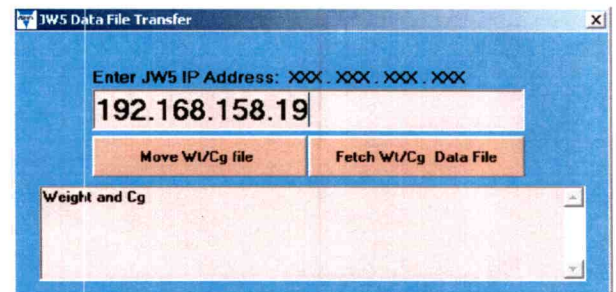 JW5 Data File Transfer
Enter JW5 IP Address: XXX . XXX . XXX . XXX
192.168.158.19
Move Wt/Cg file Fetch Wt/Cg Data File
Weight and Cg